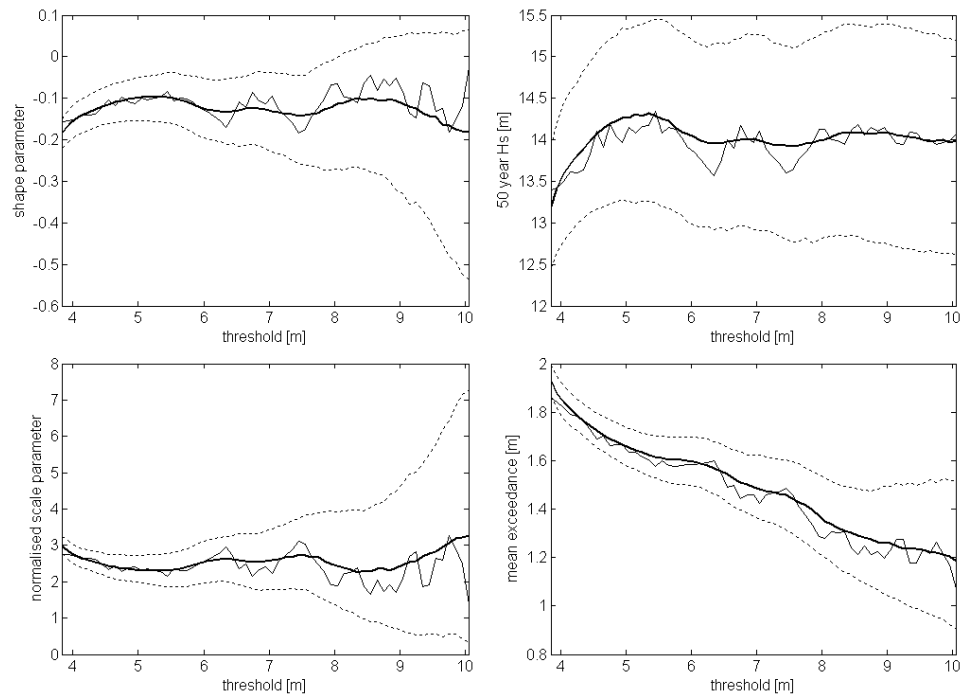 0.1
0
-0.1
-0.2
-0.3
-0.4
-0.5
-0.6
shape parameter
4 5 6 7 8 9 10
threshold [m]
15.5
15
14.5
14
13.5
13
12.5
12
50 year Hs [m]
4 5 6 7 8 9 10
threshold [m]
8
7
6
5
4
3
2
1
0
normalised scale parameter
4 5 6 7 8 9 10
threshold [m]
2
1.8
1.6
1.4
1.2
1
0.8
mean exceedance [m]
4 5 6 7 8 9 10
threshold [m]